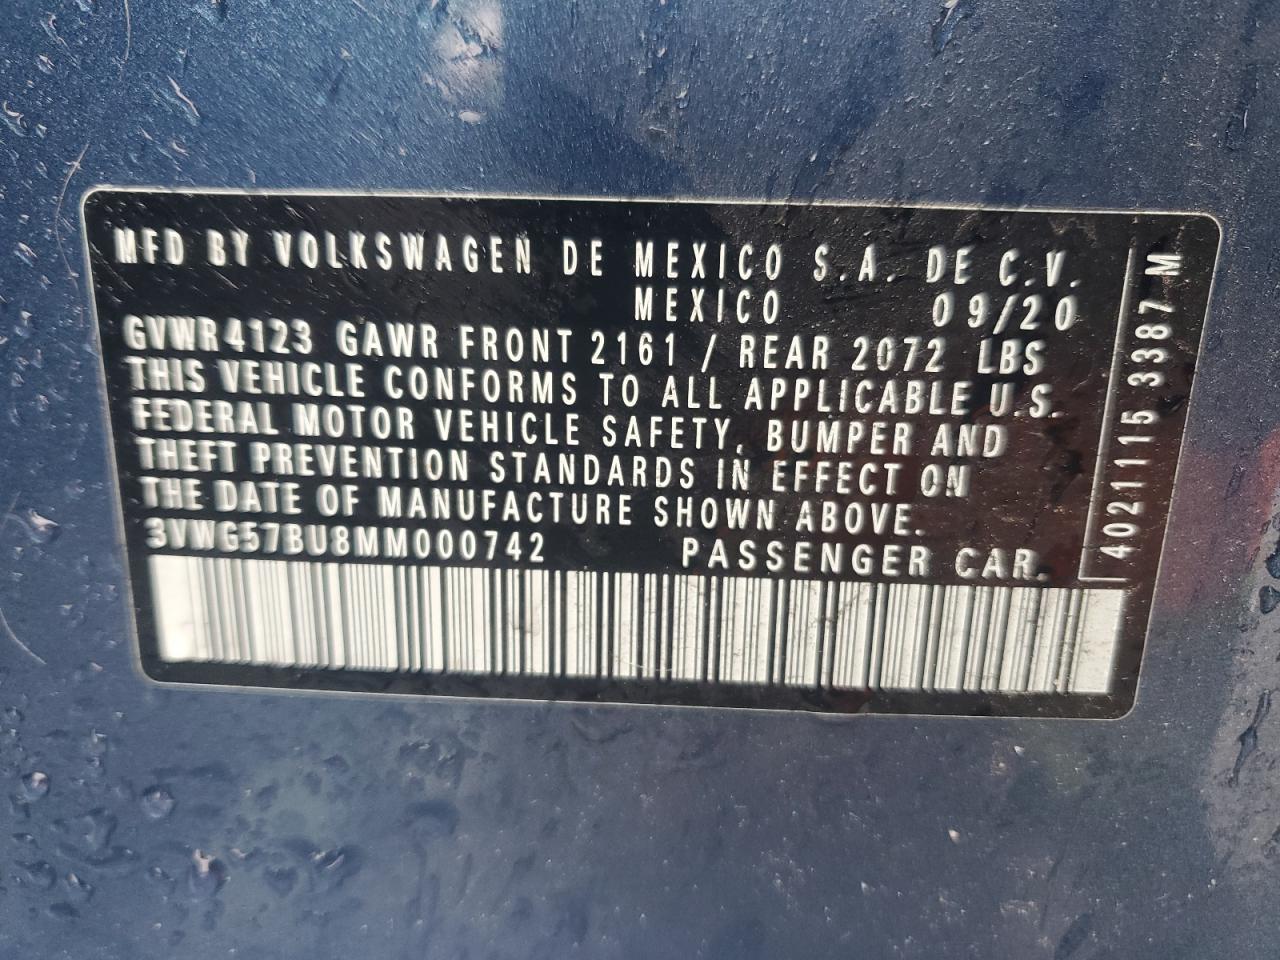 MFD BY VOLKSWAGEN DE MEXICO S.A. DE C.V.
MEXICO 09/20
GVWR4123 GAWR FRONT 2161 / REAR 2072 LBS
THIS VEHICLE CONFORMS TO ALL APPLICABLE U.S.
FEDERAL MOTOR VEHICLE SAFETY, BUMPER AND
THEFT PREVENTION STANDARDS IN EFFECT ON
THE DATE OF MANUFACTURE SHOWN ABOVE.
3VWG57BU8MM000742 PASSENGER CAR.
4021115 3387 M